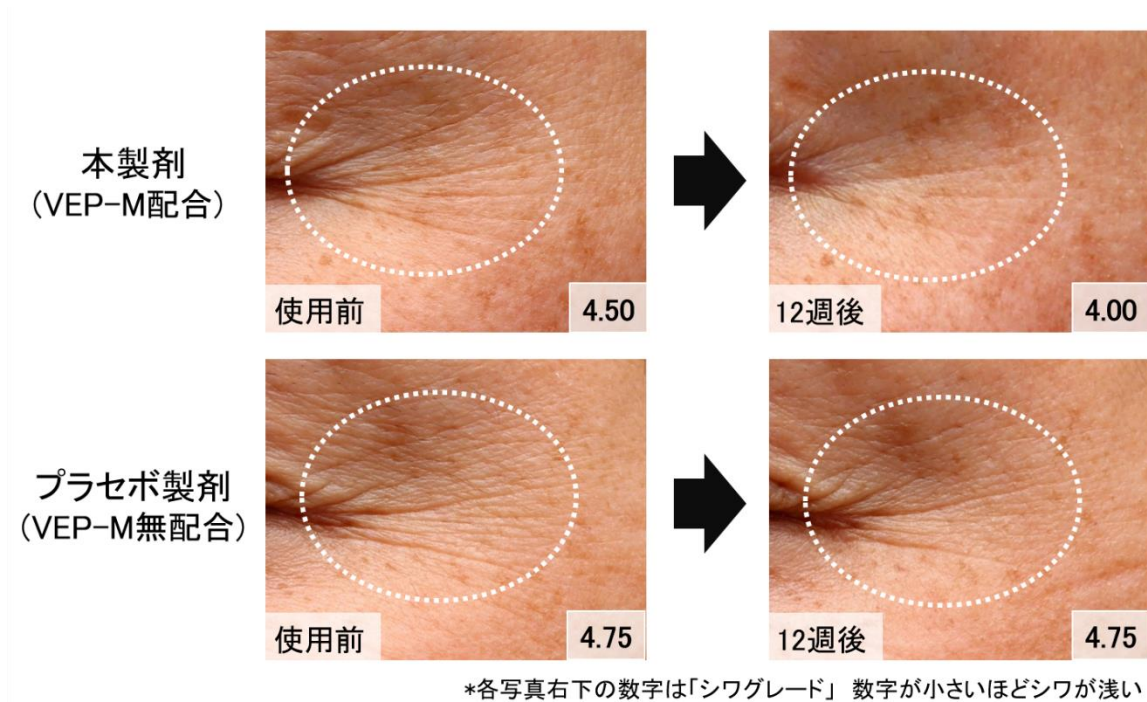 本製剤
（VEP-M配合）
使用前
4.50
12週後
4.00
プラセボ製剤
（VEP-M無配合）
使用前
4.75
12週後
4.75
*各写真右下の数字は「シワグレード」 数字が小さいほどシワが浅い